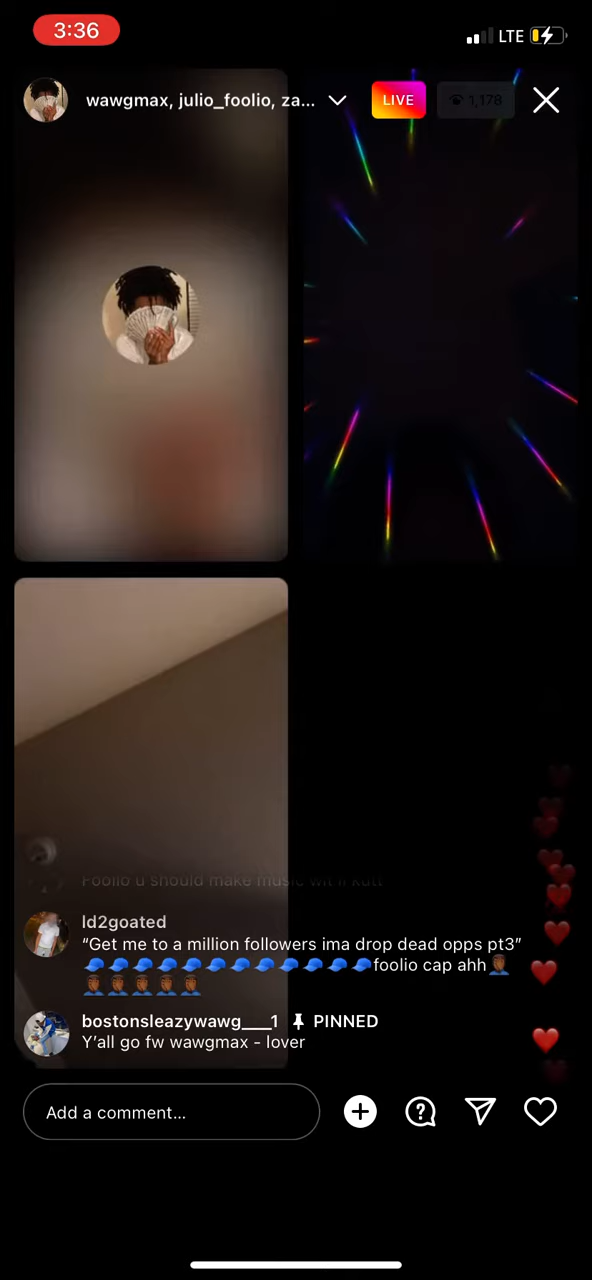 3:36
LTE
wawgmax, julio_foolio, za...
LIVE
1,178
Foolio u should make music wit ll kutt
ld2goated
“Get me to a million followers ima drop dead opps pt3”
🧢🧢🧢🧢🧢🧢🧢🧢🧢🧢🧢🧢foolio cap ahh🤦🏾‍♂️
🤦🏾‍♂️🤦🏾‍♂️🤦🏾‍♂️🤦🏾‍♂️🤦🏾‍♂️
bostonsleazywawg___1 📌 PINNED
Y’all go fw wawgmax - lover
Add a comment...